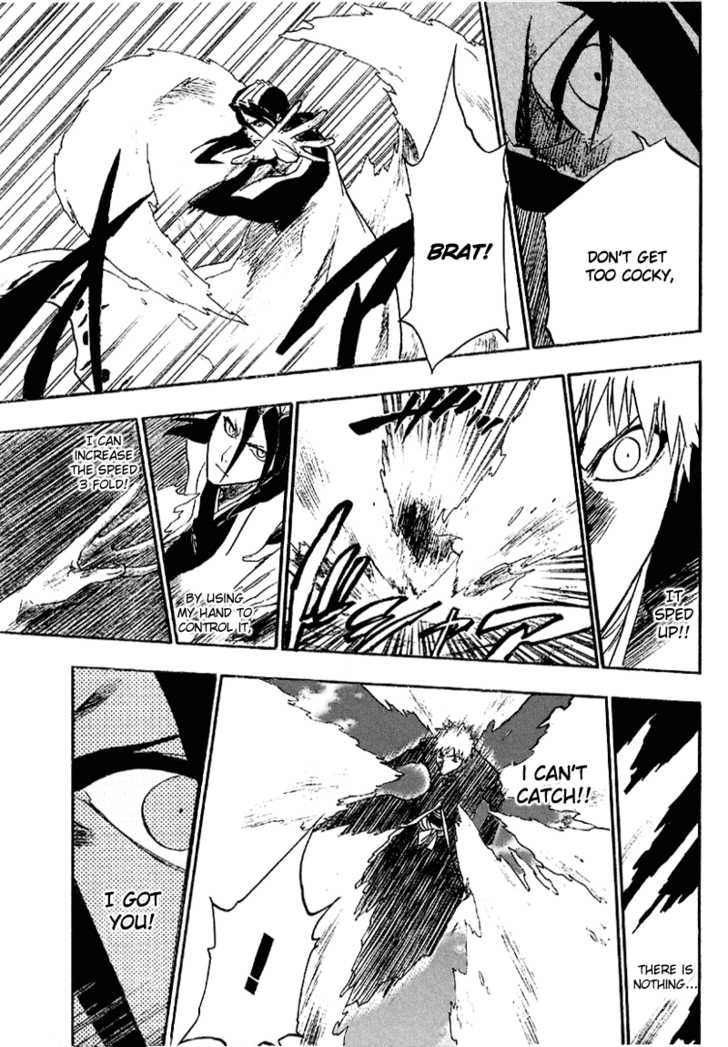 DON'T GET
TOO COCKY,
BRAT!
IT
SPED
UP!!
BY USING
MY HAND TO
CONTROL IT,
I CAN
INCREASE
THE SPEED
3 FOLD!
THERE IS
NOTHING...
I CAN'T
CATCH!!
!
I GOT
YOU!